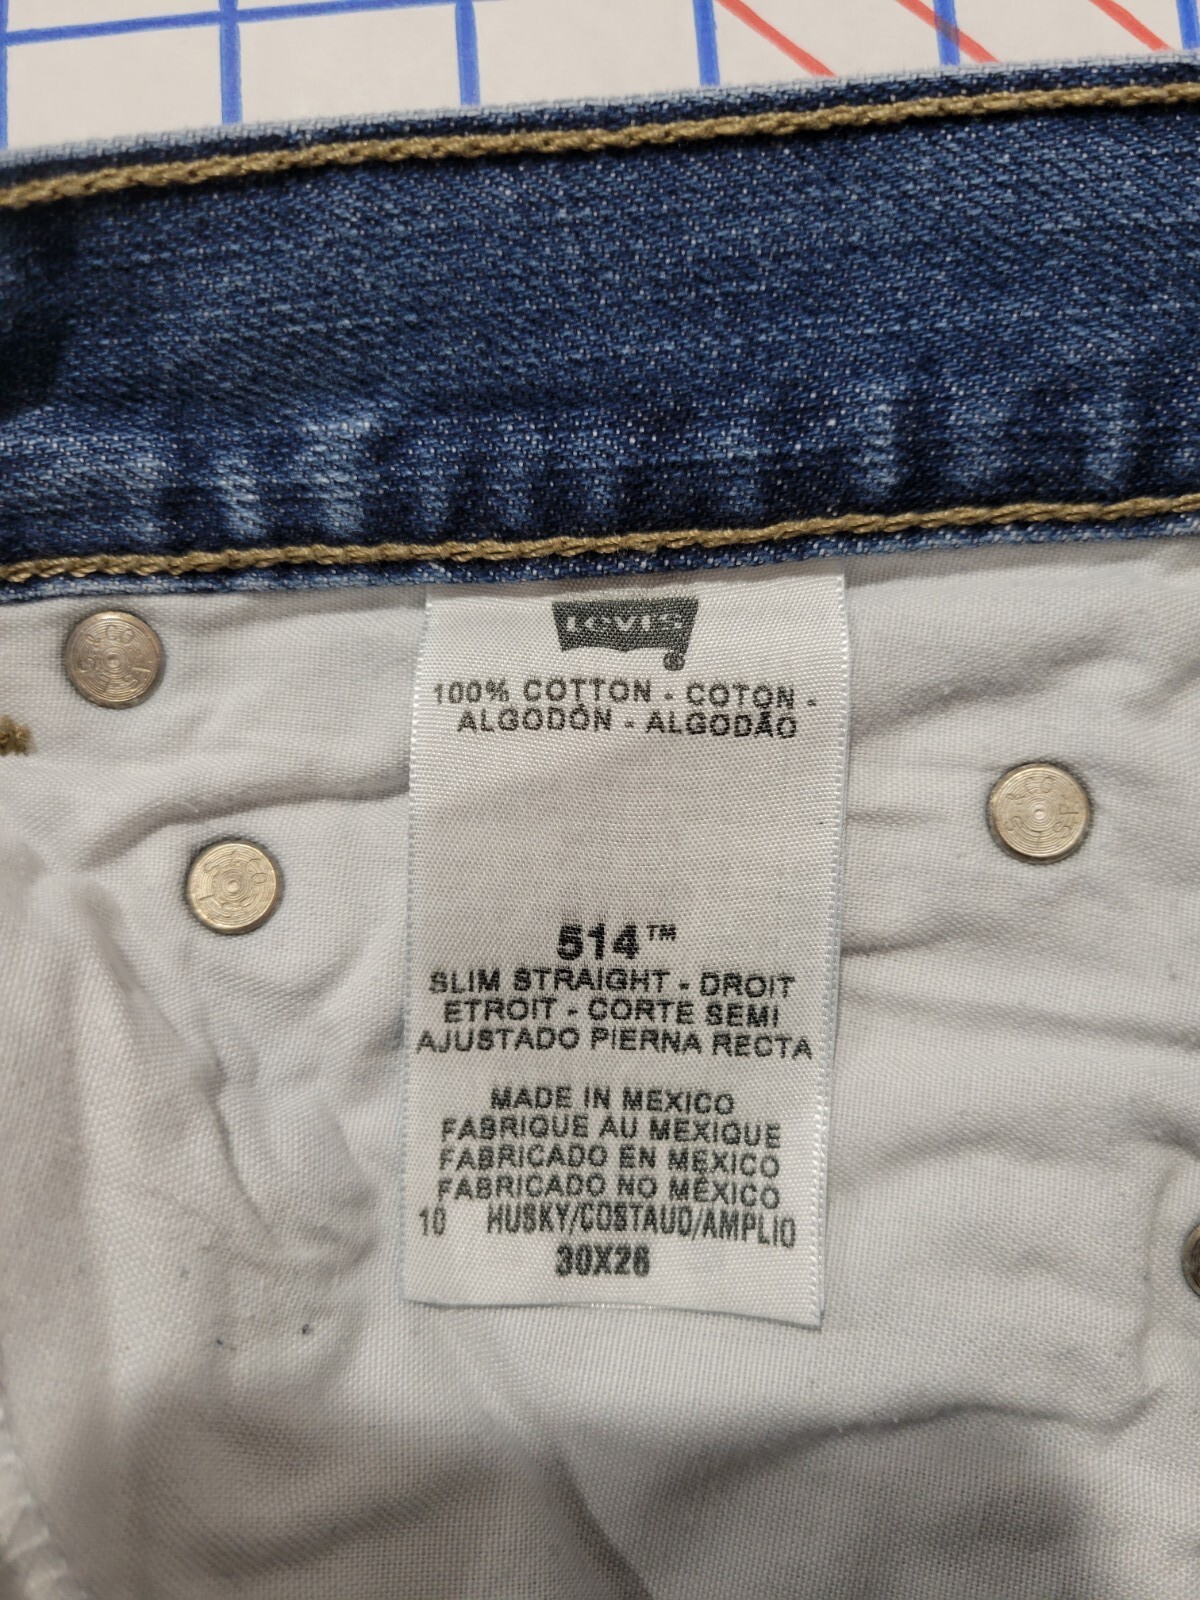 Levi's
®
100% COTTON - COTON -
ALGODÓN - ALGODÃO
514™
SLIM STRAIGHT - DROIT
ETROIT - CORTE SEMI
AJUSTADO PIERNA RECTA
MADE IN MEXICO
FABRIQUE AU MEXIQUE
FABRICADO EN MÉXICO
FABRICADO NO MÉXICO
10 HUSKY/COSTAUD/AMPLIO
30X26